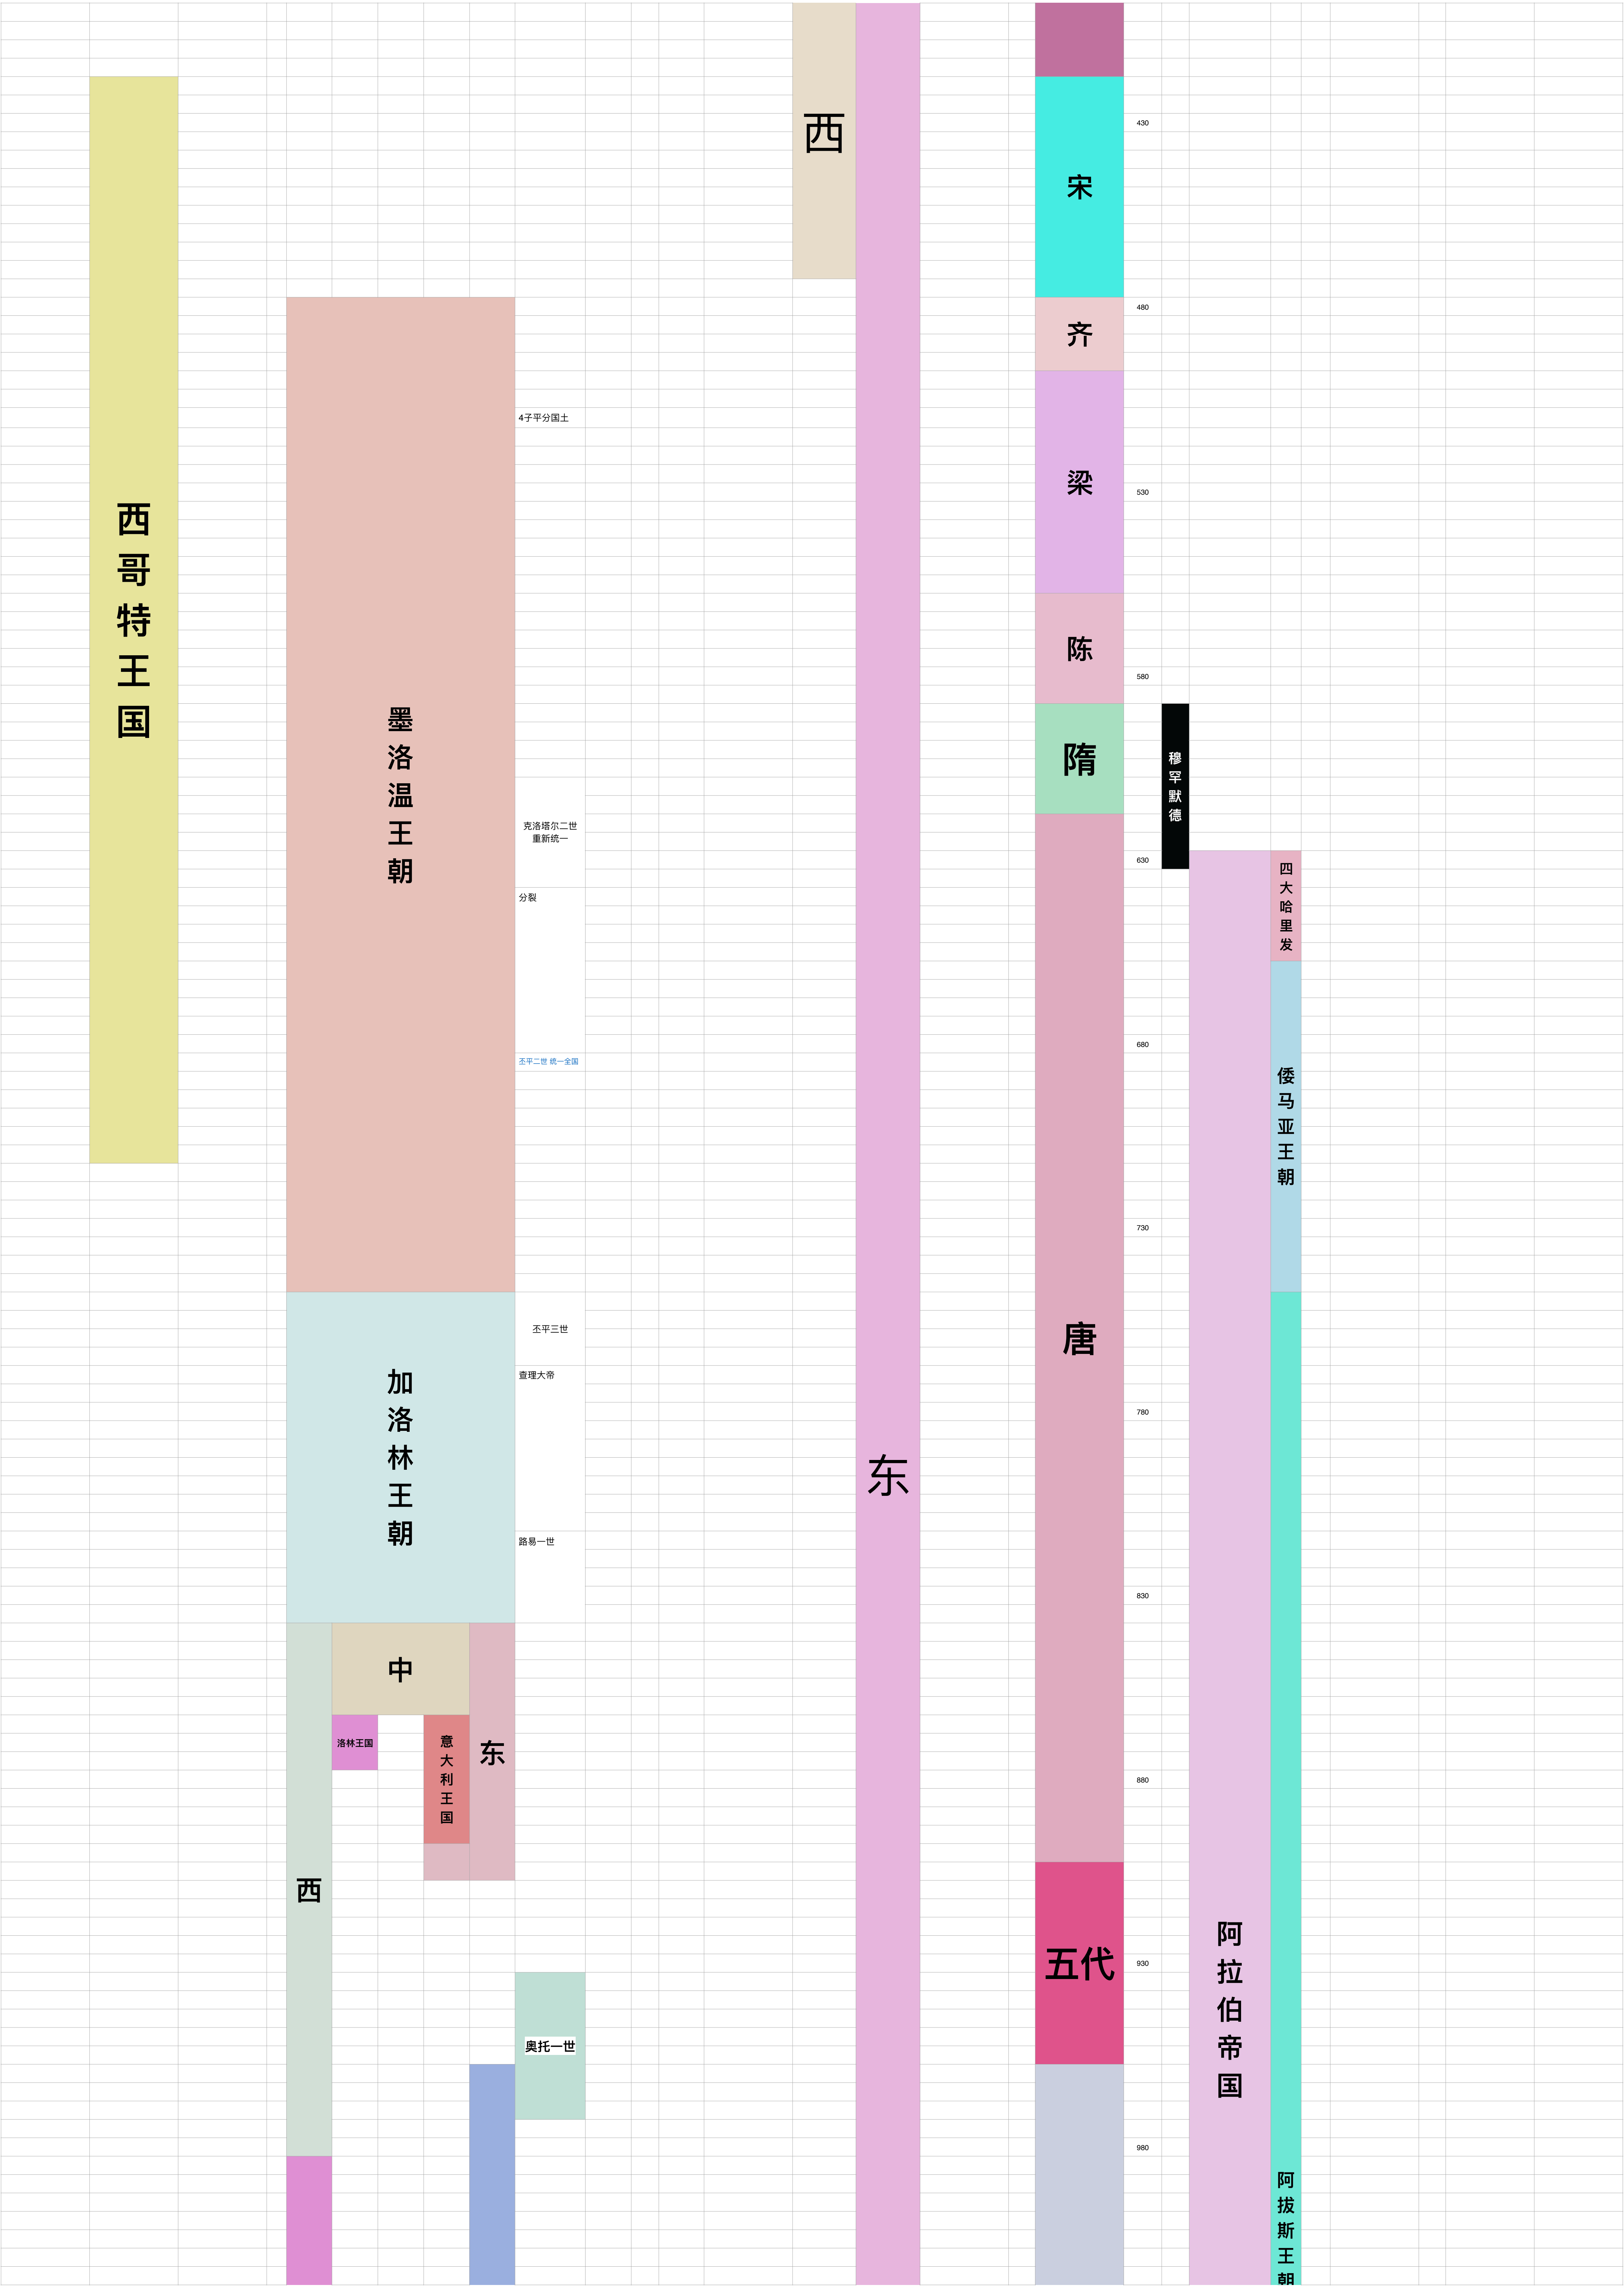 西
430
宋
480
齐
4子平分国土
梁
530
西哥特王国
陈
580
墨洛温王朝
隋
穆罕默德
克洛塔尔二世
重新统一
630
四大哈里发
分裂
680
丕平二世 统一全国
倭马亚王朝
730
丕平三世
唐
查理大帝
加洛林王朝
780
东
路易一世
830
中
洛林王国
意大利王国
东
880
西
五代
930
阿拉伯帝国
奥托一世
980
阿拔斯王朝